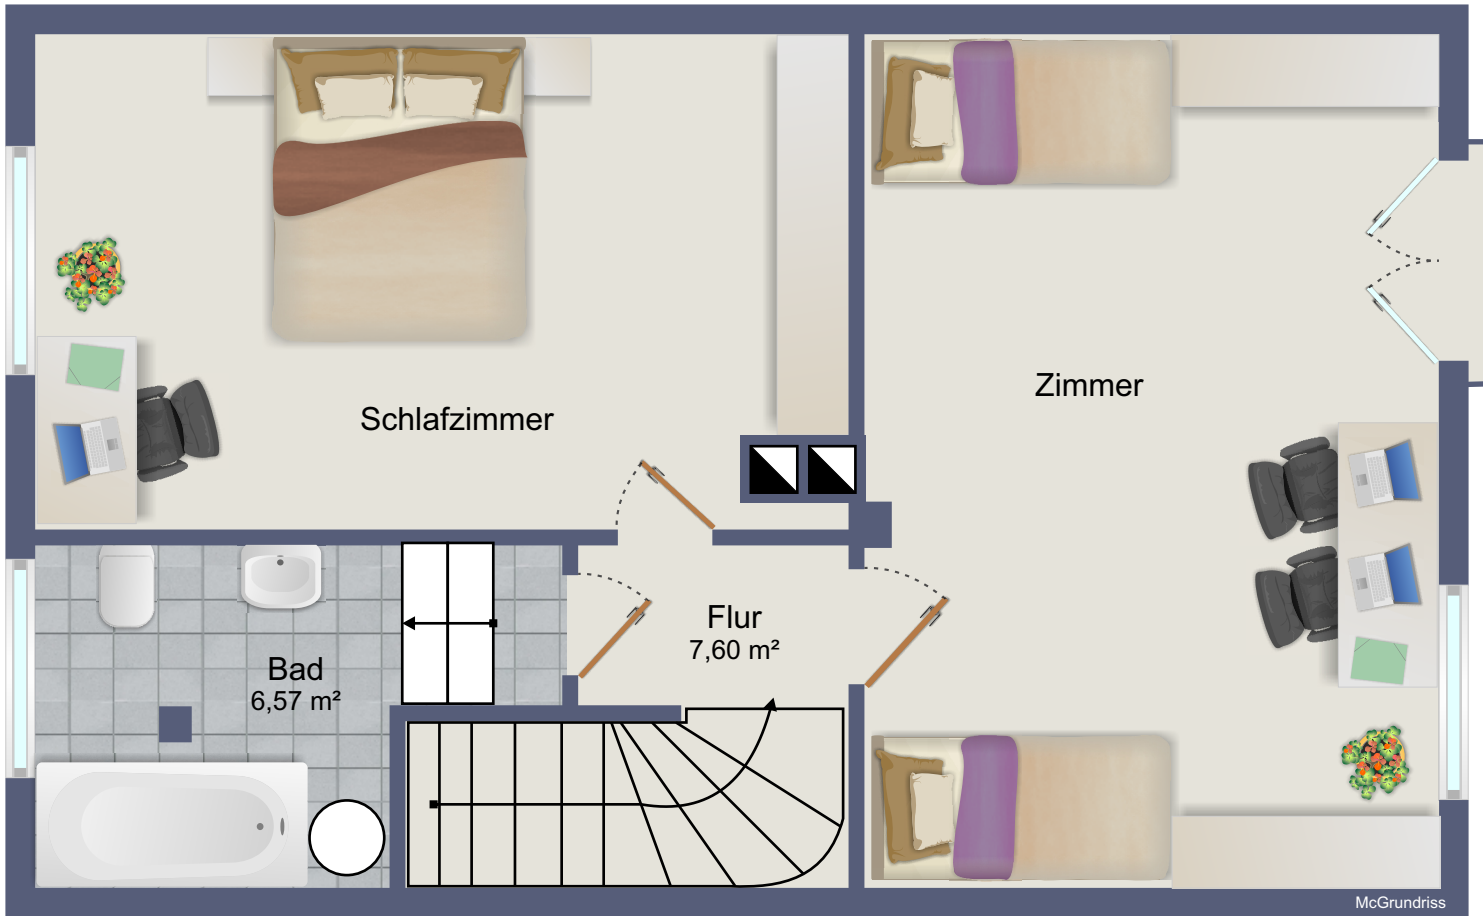 Schlafzimmer
Zimmer
Flur
7,60 m²
Bad
6,57 m²
McGrundriss